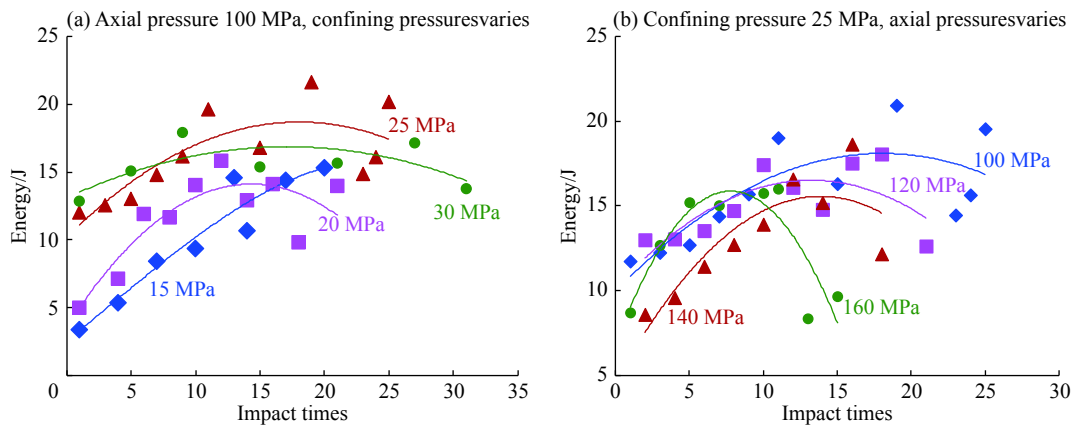 (a) Axial pressure 100 MPa, confining pressuresvaries
25
20
15
10
5
0
5
10
15
20
25
30
35
Energy/J
Impact times
25 MPa
30 MPa
20 MPa
15 MPa
(b) Confining pressure 25 MPa, axial pressuresvaries
25
20
15
10
5
0
5
10
15
20
25
30
Energy/J
Impact times
100 MPa
120 MPa
140 MPa
160 MPa